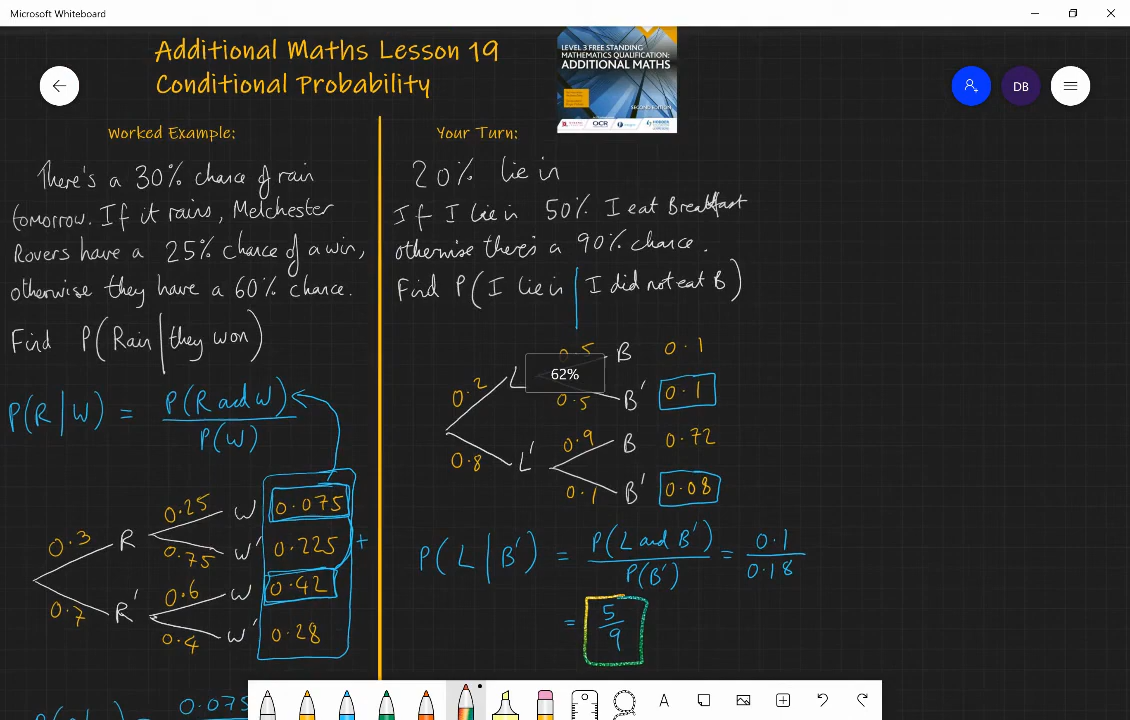 Microsoft Whiteboard
Additional Maths Lesson 19
Conditional Probability
LEVEL 3 FREE STANDING
MATHEMATICS QUALIFICATION:
ADDITIONAL MATHS
SECOND EDITION
OCR
DB
Worked Example:
There's a 30% chance of rain
tomorrow. If it rains, Melchester
Rovers have a 25% chance of a win,
otherwise they have a 60% chance.
Find P(Rain|they won)
P(R|W) = P(R and W)
P(W)
0.3 R 0.25 W 0.075
0.75 W' 0.225 +
0.7 R' 0.6 W 0.42
0.4 W' 0.28
0.075
Your Turn:
20% lie in
If I lie in 50% I eat Breakfast
otherwise there's a 90% chance.
Find P(I lie in|I did not eat B)
0.5 B 0.1
62%
0.2 L 0.5 B' 0.1
0.9 B 0.72
0.8 L' 0.1 B' 0.08
P(L|B') = P(L and B') = 0.1
P(B') 0.18
= 5
9
A